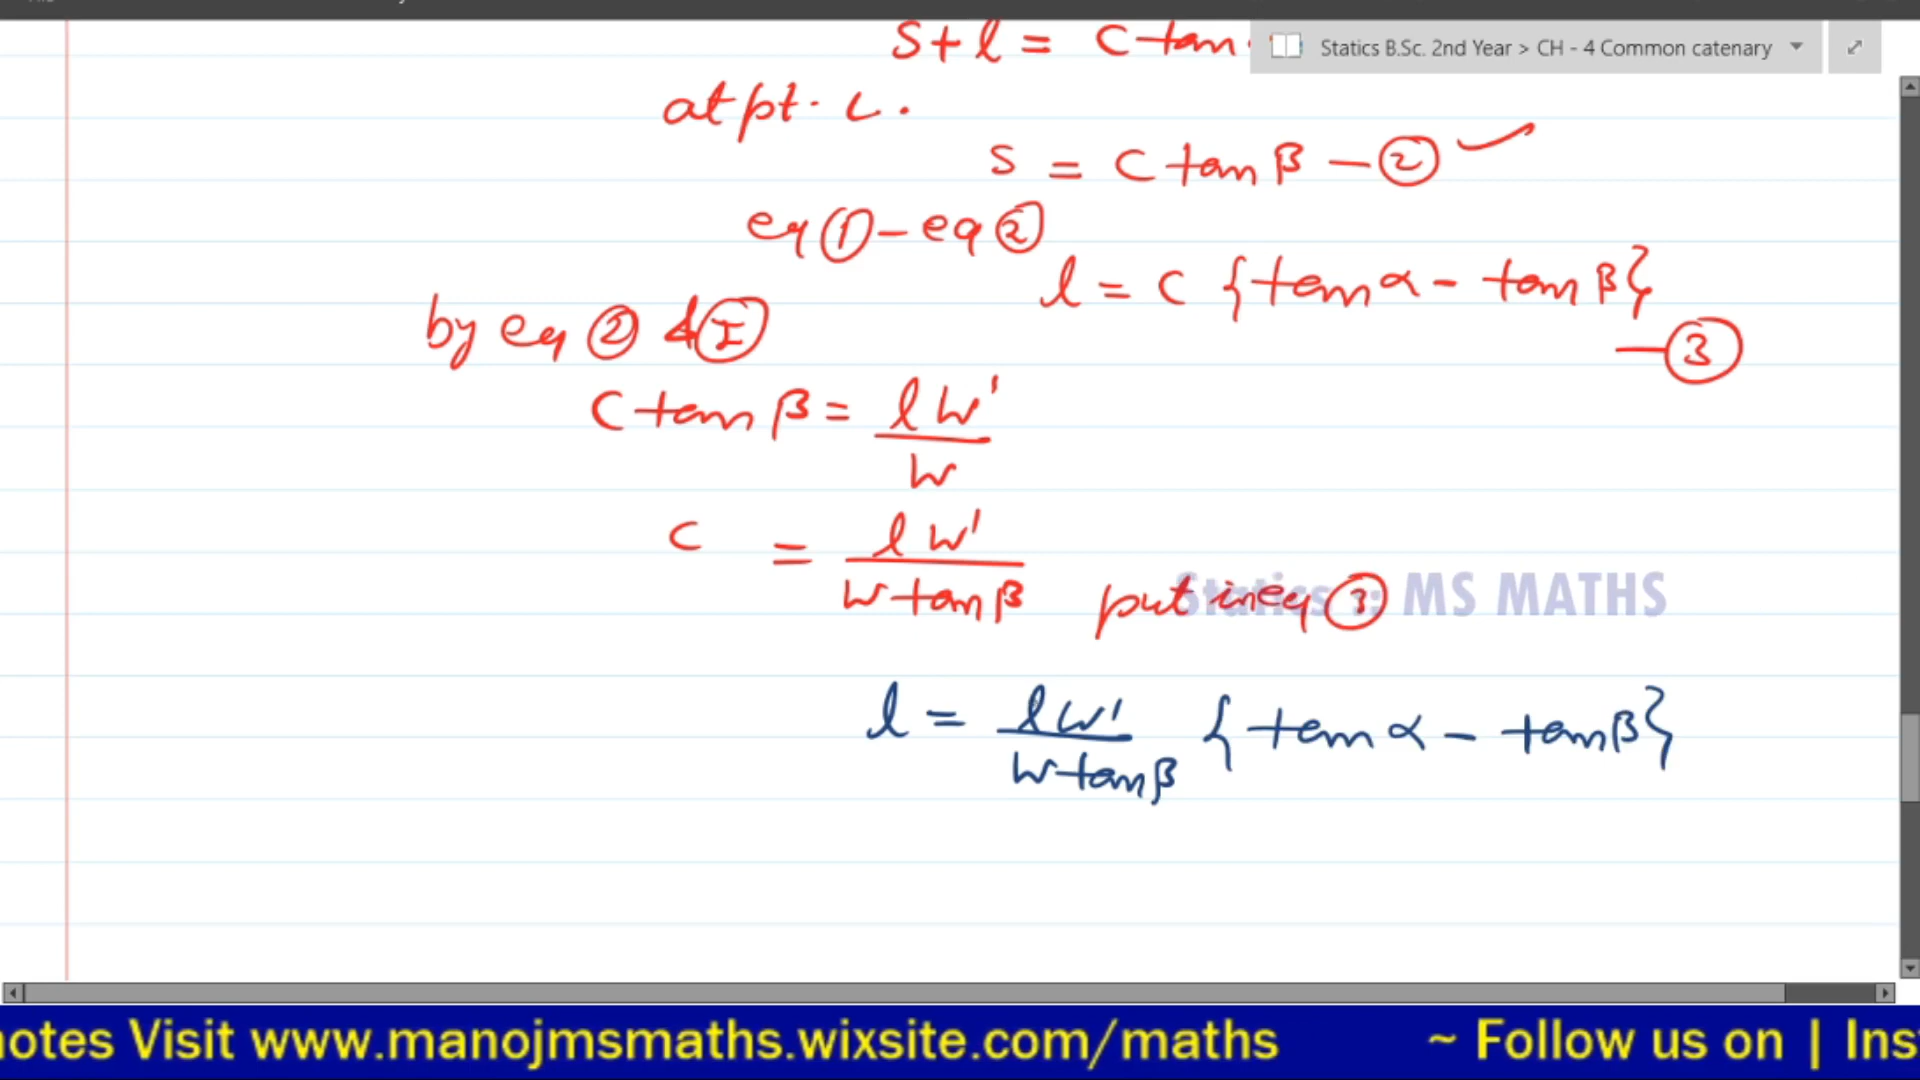 s + l = c tan
Statics B.Sc. 2nd Year > CH - 4 Common catenary
at pt. C.
s = c tan β — ②
eq ① – eq ②
l = c {tan α – tan β}
— ③
by eq ② & Ⓘ
c tan β = lw' / w
c = lw' / w tan β put in eq ③
Statics :: MS MATHS
l = lw' / w tan β { tan α – tan β}
notes Visit www.manojmsmaths.wixsite.com/maths ~ Follow us on | Ins